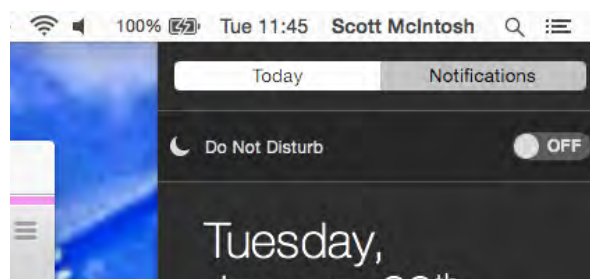 100% Tue 11:45 Scott McIntosh
Today Notifications
Do Not Disturb OFF
Tuesday,